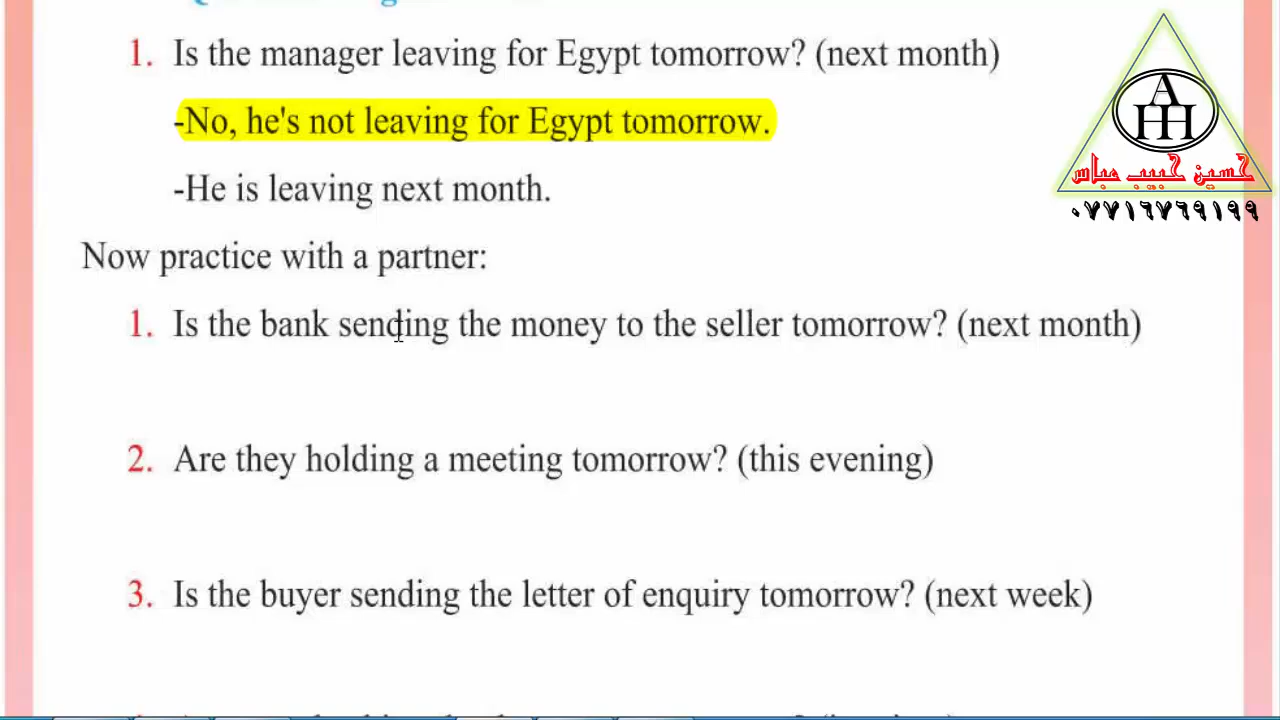 1. Is the manager leaving for Egypt tomorrow? (next month)
-No, he's not leaving for Egypt tomorrow.
-He is leaving next month.
Now practice with a partner:
1. Is the bank sending the money to the seller tomorrow? (next month)
2. Are they holding a meeting tomorrow? (this evening)
3. Is the buyer sending the letter of enquiry tomorrow? (next week)
A
HH
حسين حبيب عباس
٠٧٧١٦٧٦٩١٩٩